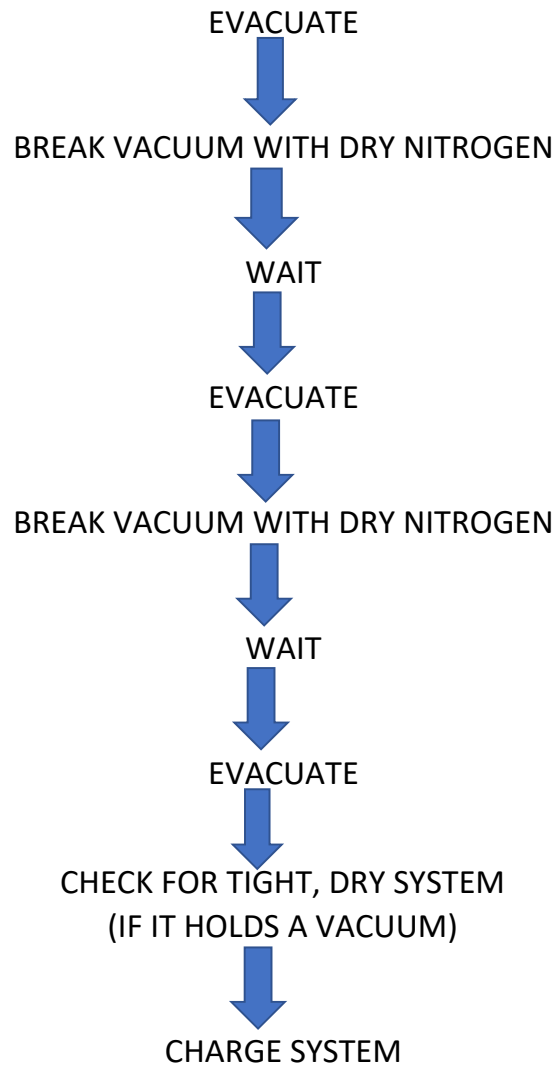 EVACUATE
BREAK VACUUM WITH DRY NITROGEN
WAIT
EVACUATE
BREAK VACUUM WITH DRY NITROGEN
WAIT
EVACUATE
CHECK FOR TIGHT, DRY SYSTEM
(IF IT HOLDS A VACUUM)
CHARGE SYSTEM